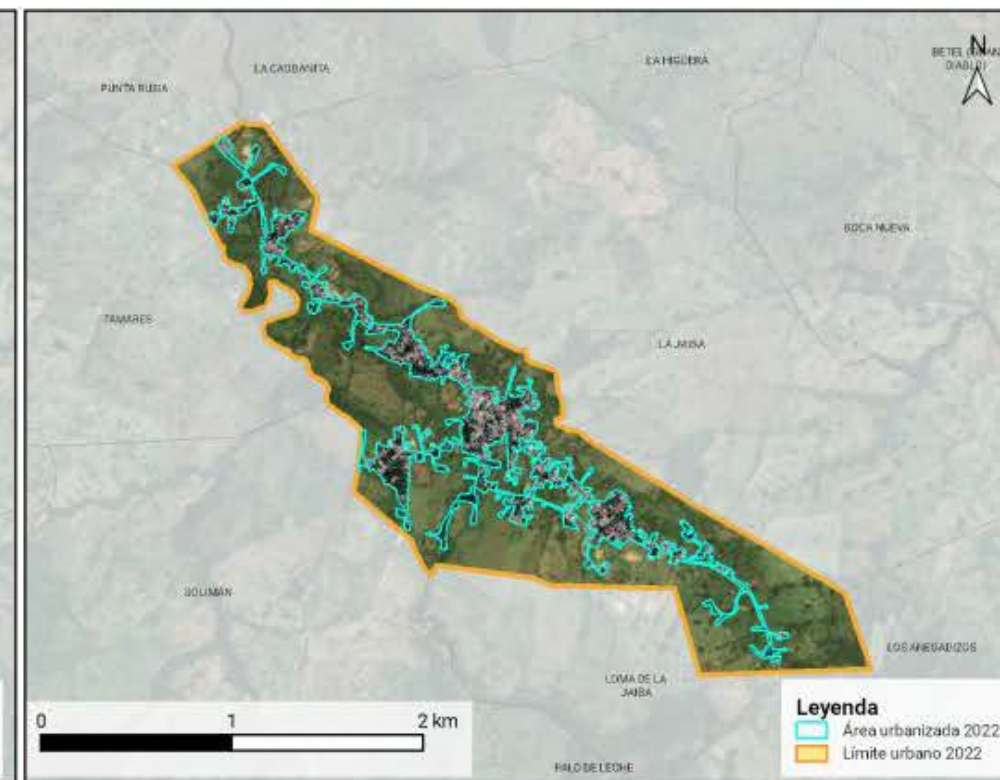 N
LA CAOBANITA
LA HIGUERA
PUNTA RUSIA
BOCA NUEVA
TAMARES
LA JAIBA
SOLIMÁN
LOS ANEGADIZOS
LOMA DE LA
JAIBA
PALO DE LECHE
0 1 2 km
Leyenda
Área urbanizada 2022
Límite urbano 2022